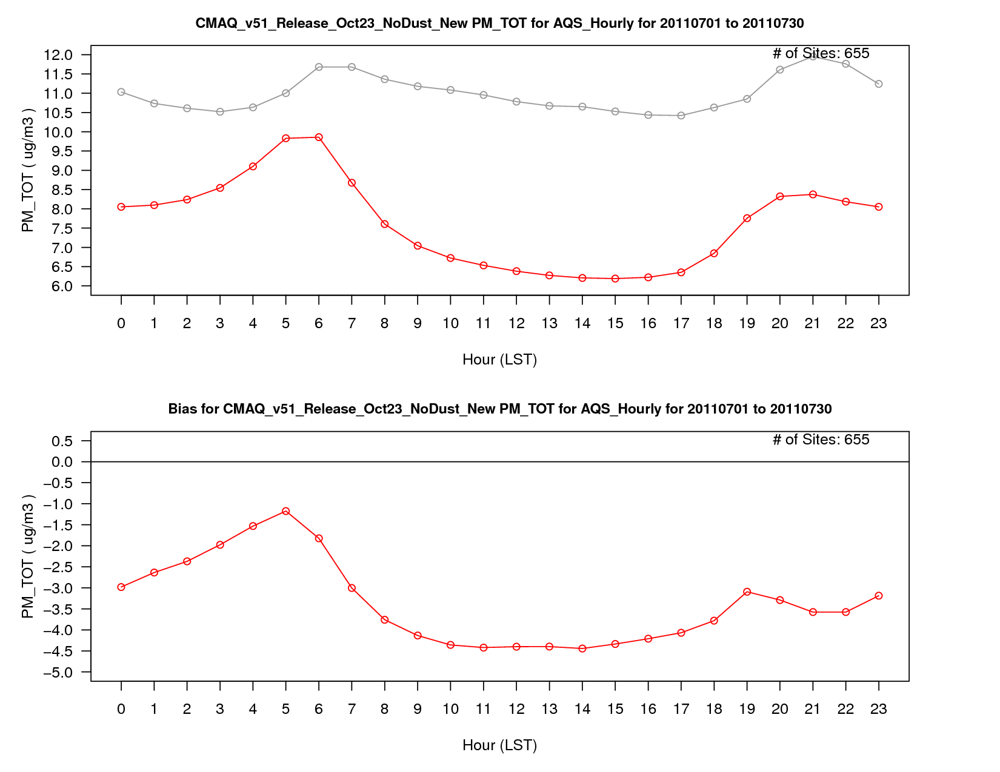 CMAQ_v51_Release_Oct23_NoDust_New PM_TOT for AQS_Hourly for 20110701 to 20110730
# of Sites: 655
12.0
11.5
11.0
10.5
10.0
9.5
9.0
8.5
8.0
7.5
7.0
6.5
6.0
PM_TOT ( ug/m3 )
0 1 2 3 4 5 6 7 8 9 10 11 12 13 14 15 16 17 18 19 20 21 22 23
Hour (LST)
Bias for CMAQ_v51_Release_Oct23_NoDust_New PM_TOT for AQS_Hourly for 20110701 to 20110730
# of Sites: 655
0.5
0.0
−0.5
−1.0
−1.5
−2.0
−2.5
−3.0
−3.5
−4.0
−4.5
−5.0
PM_TOT ( ug/m3 )
0 1 2 3 4 5 6 7 8 9 10 11 12 13 14 15 16 17 18 19 20 21 22 23
Hour (LST)